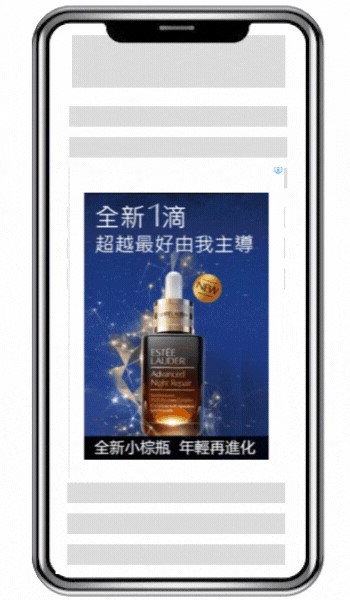 全新1滴
超越最好由我主導
NEW
ESTĒE
LAUDER
Advanced
Night Repair
全新小棕瓶 年輕再進化